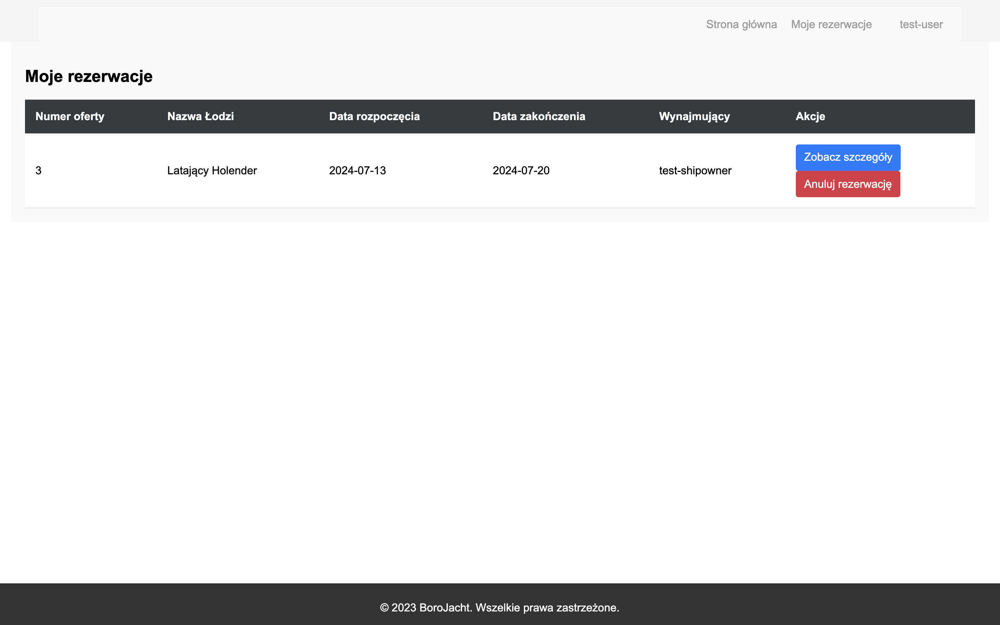 Strona główna Moje rezerwacje test-user
Moje rezerwacje
Numer oferty Nazwa Łodzi Data rozpoczęcia Data zakończenia Wynajmujący Akcje
3 Latający Holender 2024-07-13 2024-07-20 test-shipowner Zobacz szczegóły
Anuluj rezerwację
© 2023 BoroJacht. Wszelkie prawa zastrzeżone.